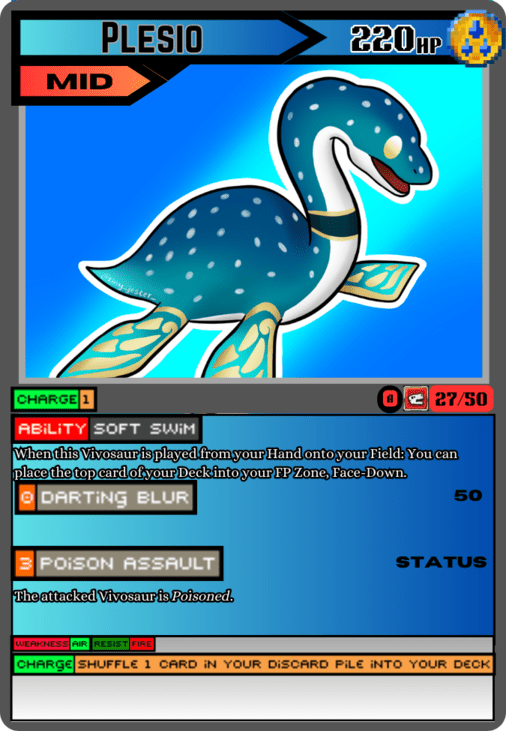 PLESIO
220HP
MID
CHARGE 1
A
27/50
ABILITY SOFT SWIM
When this Vivosaur is played from your Hand onto your Field: You can
place the top card of your Deck into your FP Zone, Face-Down.
0 DARTING BLUR 50
3 POISON ASSAULT STATUS
The attacked Vivosaur is Poisoned.
WEAKNESS AIR RESIST FIRE
CHARGE SHUFFLE 1 CARD IN YOUR DISCARD PILE INTO YOUR DECK